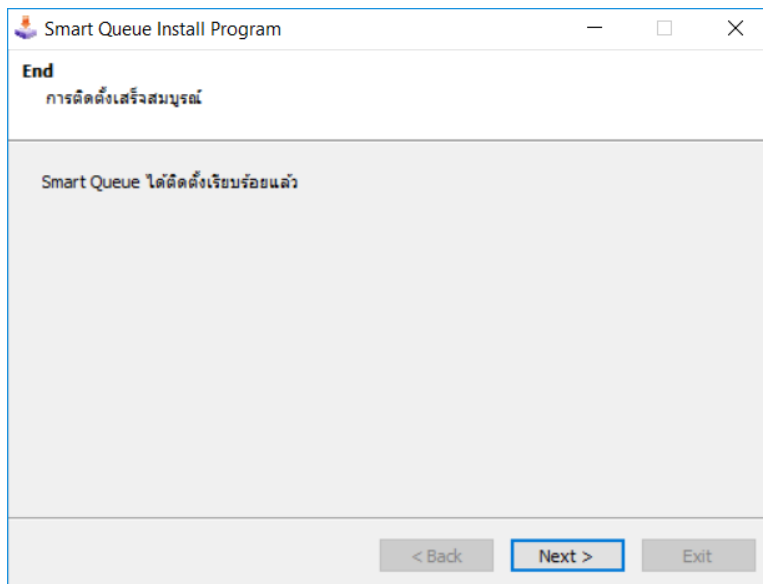 Smart Queue Install Program
End
การติดตั้งเสร็จสมบูรณ์
Smart Queue ได้ติดตั้งเรียบร้อยแล้ว
< Back
Next >
Exit